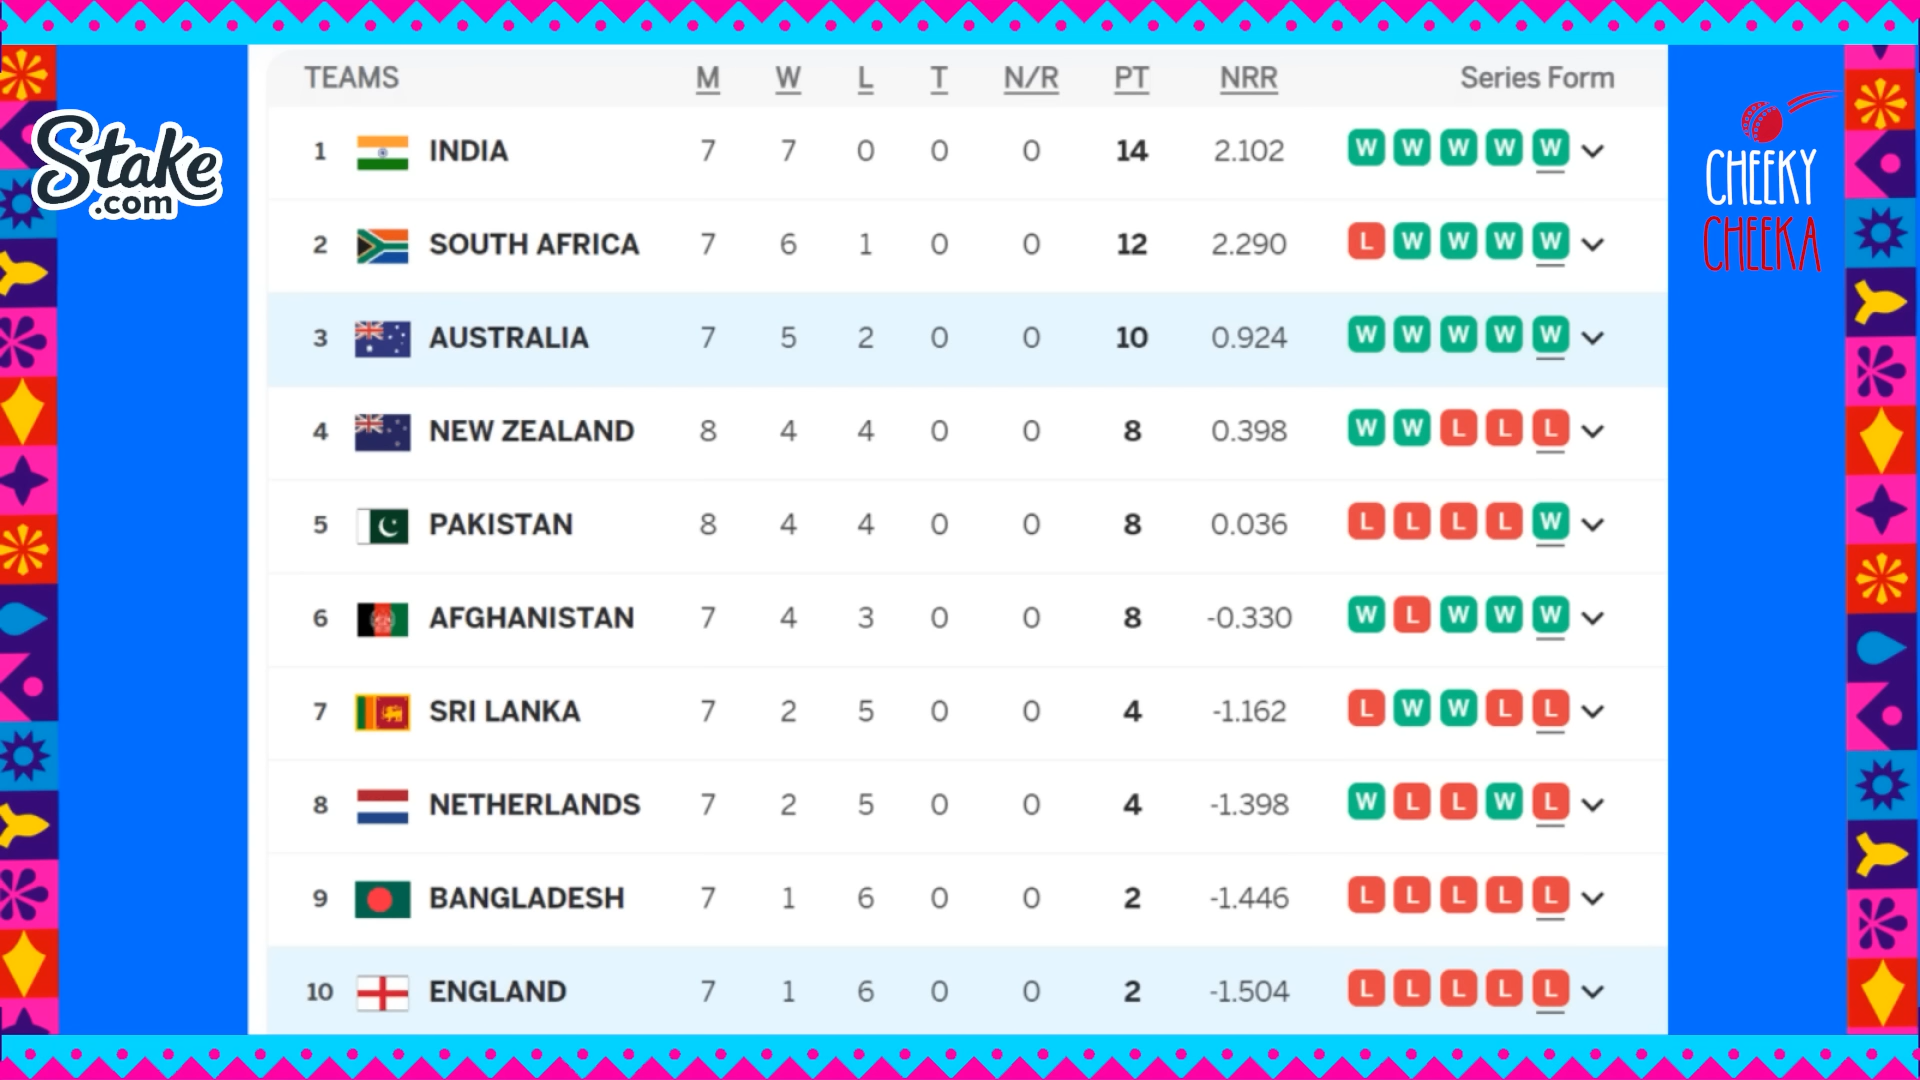 TEAMS M W L T N/R PT NRR Series Form
1 INDIA 7 7 0 0 0 14 2.102 W W W W W
2 SOUTH AFRICA 7 6 1 0 0 12 2.290 L W W W W
3 AUSTRALIA 7 5 2 0 0 10 0.924 W W W W W
4 NEW ZEALAND 8 4 4 0 0 8 0.398 W W L L L
5 PAKISTAN 8 4 4 0 0 8 0.036 L L L L W
6 AFGHANISTAN 7 4 3 0 0 8 -0.330 W L W W W
7 SRI LANKA 7 2 5 0 0 4 -1.162 L W W L L
8 NETHERLANDS 7 2 5 0 0 4 -1.398 W L L W L
9 BANGLADESH 7 1 6 0 0 2 -1.446 L L L L L
10 ENGLAND 7 1 6 0 0 2 -1.504 L L L L L
Stake
.com
CHEEKY
CHEEKA